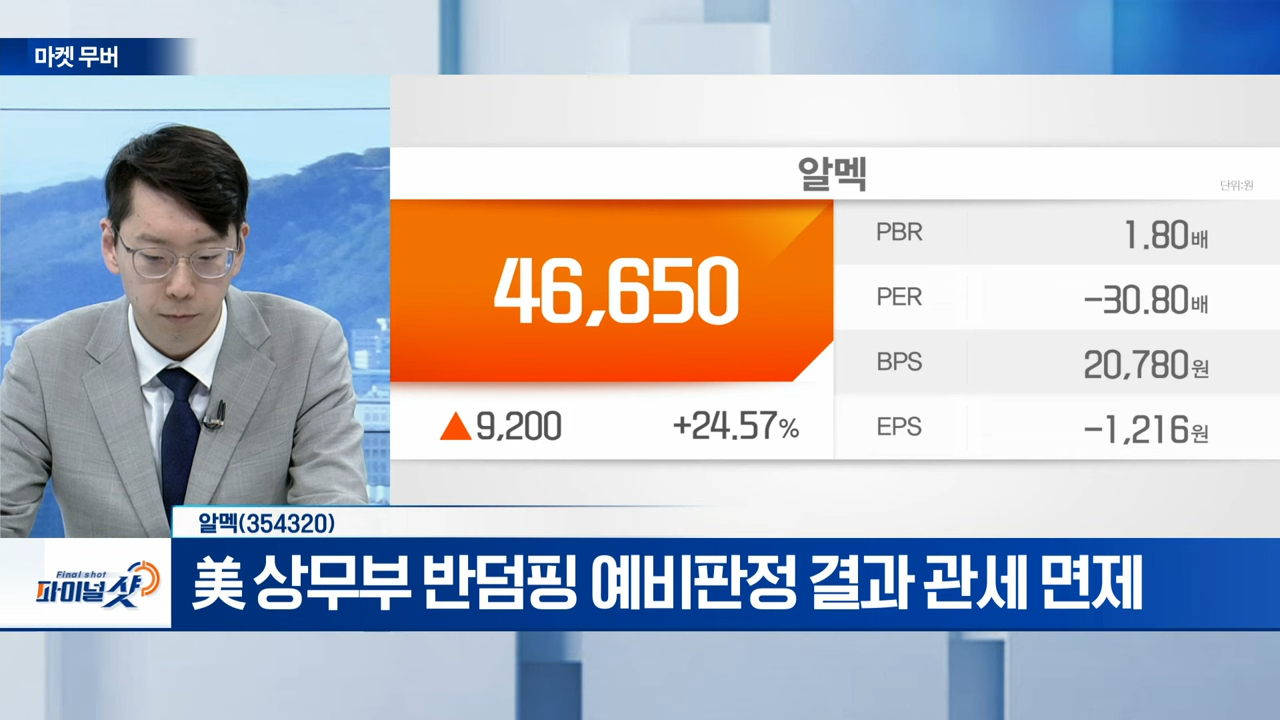 마켓 무버
알멕
단위:원
46,650
▲9,200 +24.57%
PBR 1.80배
PER -30.80배
BPS 20,780원
EPS -1,216원
알멕(354320)
Final shot
파이널샷
美 상무부 반덤핑 예비판정 결과 관세 면제